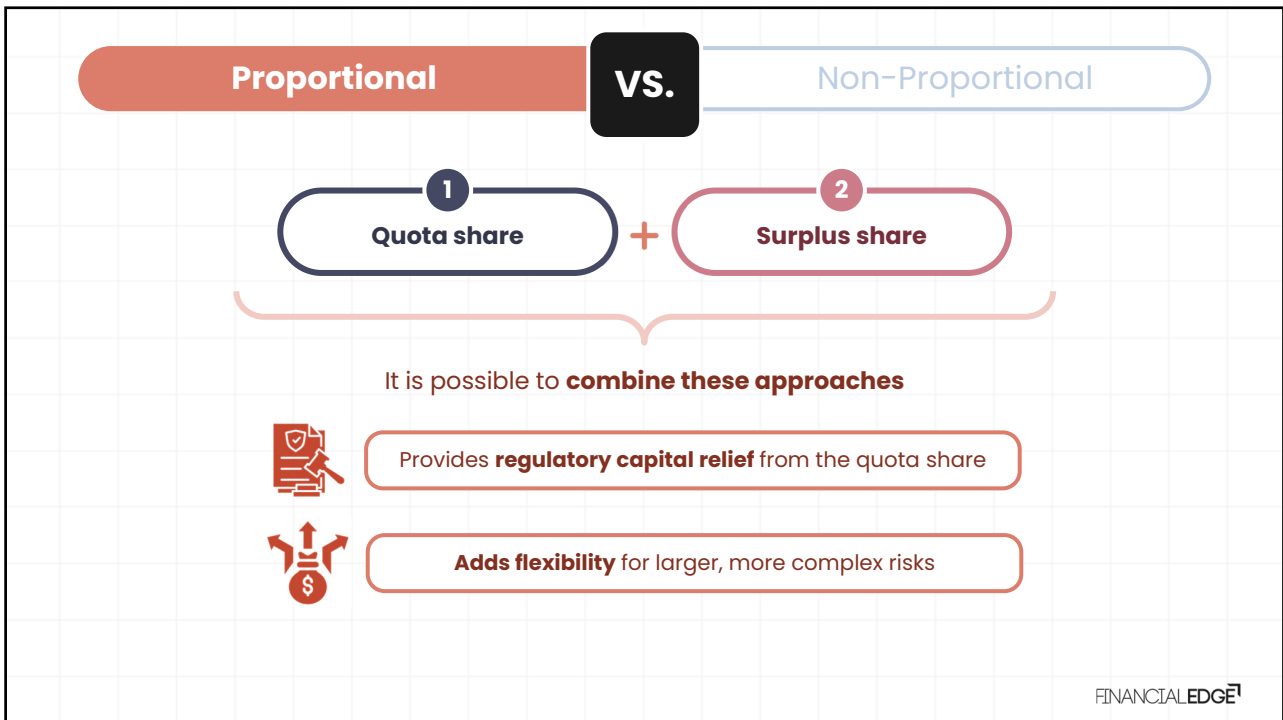 Proportional
VS.
Non-Proportional
1
Quota share
+
2
Surplus share
It is possible to combine these approaches
Provides regulatory capital relief from the quota share
$
Adds flexibility for larger, more complex risks
FINANCIALEDGE